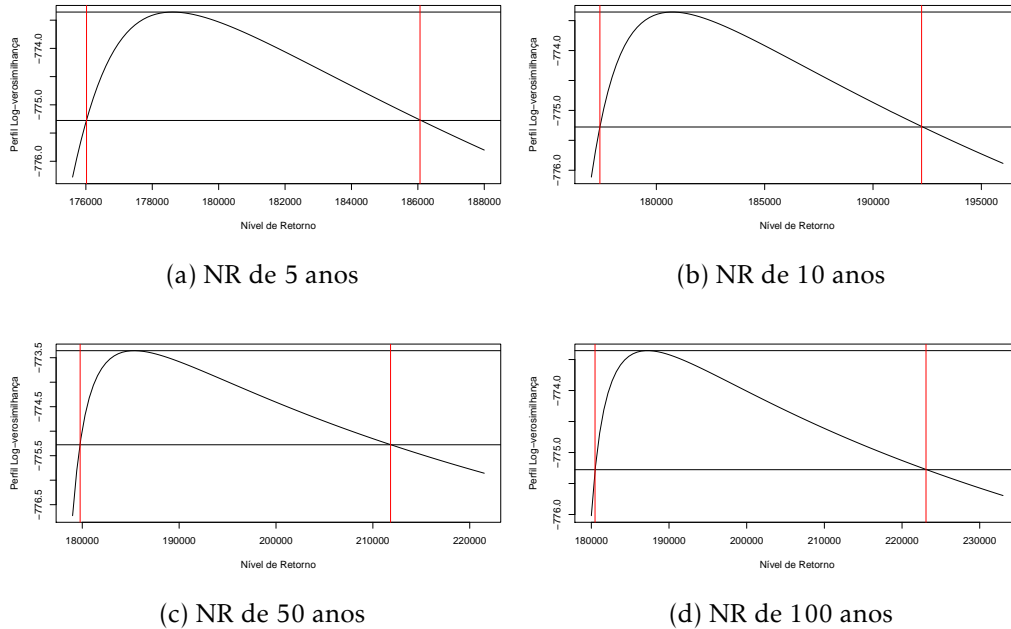 Perfil Log−verosimilhança
−776.0
−775.0
−774.0
176000 178000 180000 182000 184000 186000 188000
Nível de Retorno
(a) NR de 5 anos
Perfil Log−verosimilhança
−776.0
−775.0
−774.0
180000 185000 190000 195000
Nível de Retorno
(b) NR de 10 anos
Perfil Log−verosimilhança
−776.5
−775.5
−774.5
−773.5
180000 190000 200000 210000 220000
Nível de Retorno
(c) NR de 50 anos
Perfil Log−verosimilhança
−776.0
−775.0
−774.0
180000 190000 200000 210000 220000 230000
Nível de Retorno
(d) NR de 100 anos